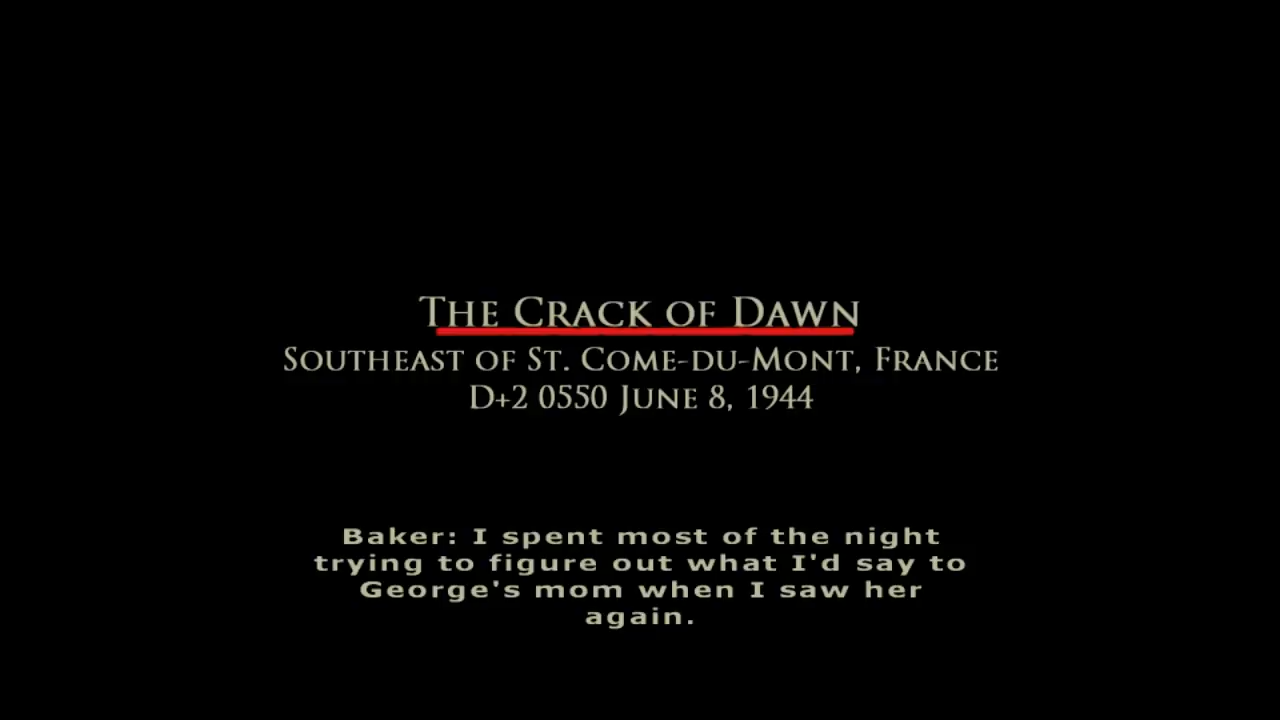 The Crack of Dawn
Southeast of St. Come-du-Mont, France
D+2 0550 June 8, 1944
Baker: I spent most of the night
trying to figure out what I'd say to
George's mom when I saw her
again.